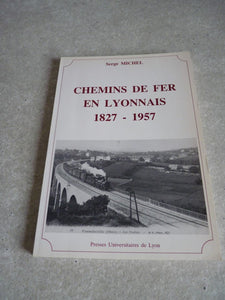 Serge MICHEL
CHEMINS DE FER
EN LYONNAIS
1827 - 1957
Presses Universitaires de Lyon